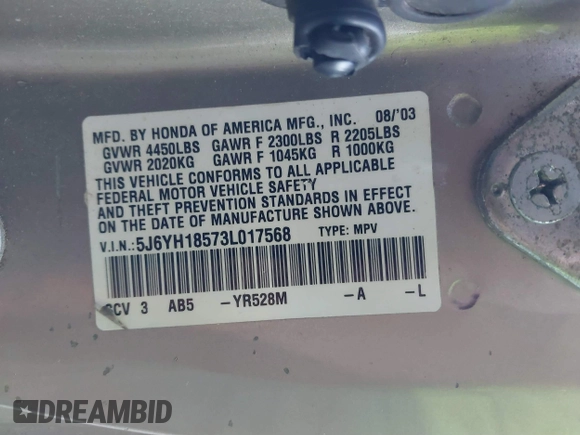 MFD. BY HONDA OF AMERICA MFG., INC. 08/'03
GVWR 4450LBS GAWR F 2300LBS R 2205LBS
GVWR 2020KG GAWR F 1045KG R 1000KG
THIS VEHICLE CONFORMS TO ALL APPLICABLE
FEDERAL MOTOR VEHICLE SAFETY
AND THEFT PREVENTION STANDARDS IN EFFECT
ON THE DATE OF MANUFACTURE SHOWN ABOVE.
V.I.N.: 5J6YH18573L017568 TYPE: MPV
SCV 3 AB5 -YR528M -A -L
DREAMBID